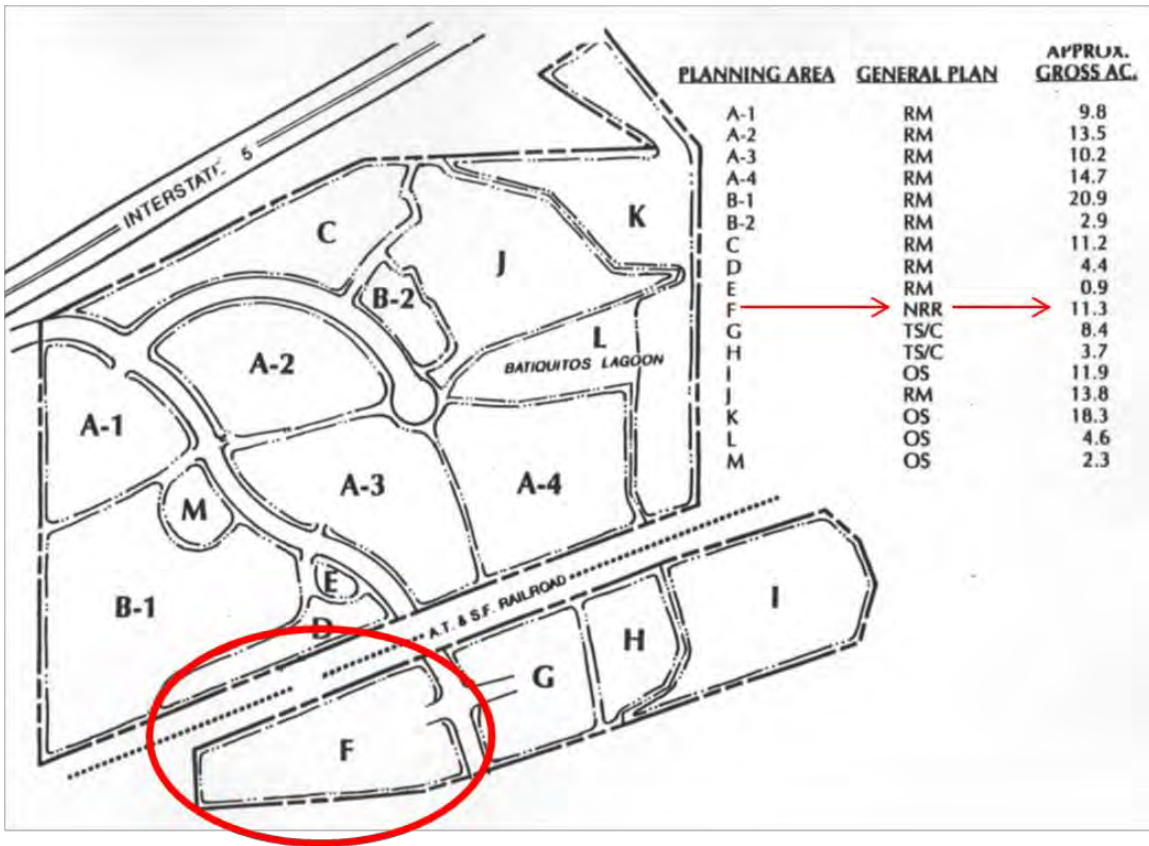 APPROX.
PLANNING AREA GENERAL PLAN GROSS AC.
A-1 RM 9.8
A-2 RM 13.5
A-3 RM 10.2
A-4 RM 14.7
B-1 RM 20.9
B-2 RM 2.9
C RM 11.2
D RM 4.4
E RM 0.9
F NRR 11.3
G TS/C 8.4
H TS/C 3.7
I OS 11.9
J RM 13.8
K OS 18.3
L OS 4.6
M OS 2.3
INTERSTATE 5
C
K
J
B-2
L
BATIQUITOS LAGOON
A-2
A-1
A-3
A-4
M
E
B-1
D
A.T. & S.F. RAILROAD
I
H
G
F